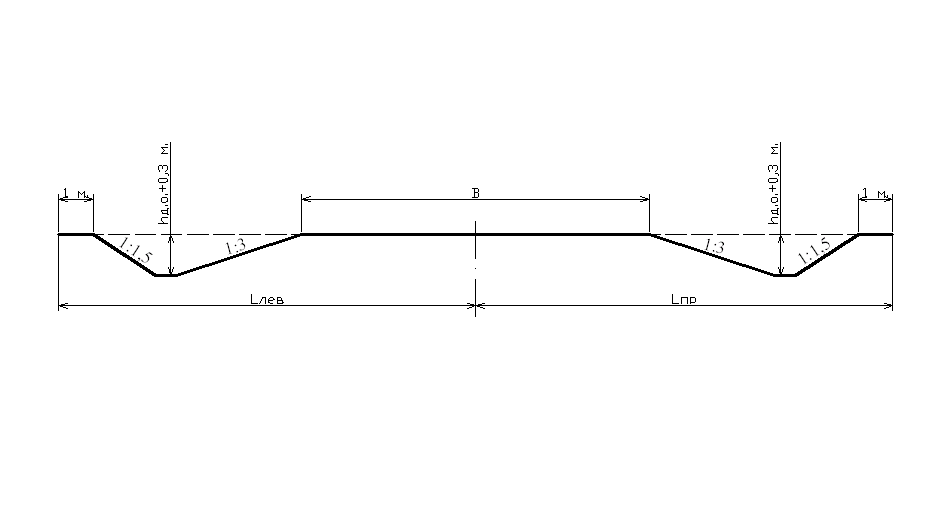 hд.о.+0,3 м.
hд.о.+0,3 м.
1 м.
B
1 м.
1:1,5
1:3
1:3
1:1,5
Lлев
Lпр